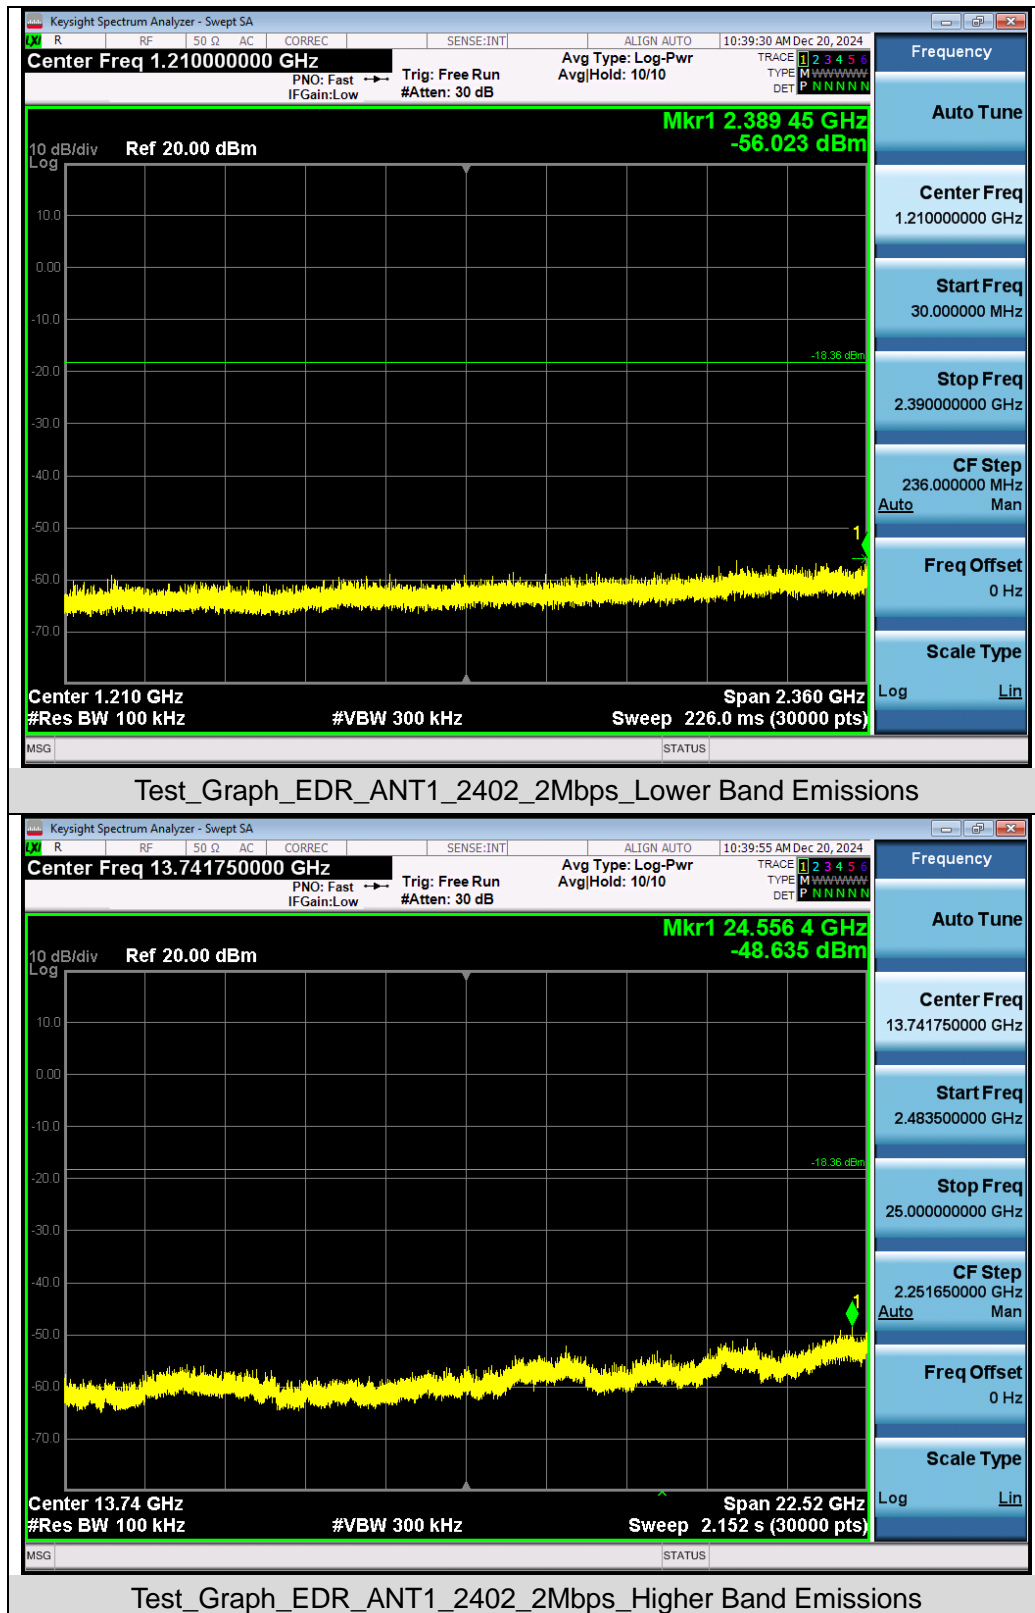 Keysight Spectrum Analyzer - Swept SA
LXI R RF 50 Ω AC CORREC SENSE:INT ALIGN AUTO 10:39:30 AM Dec 20, 2024
Center Freq 1.210000000 GHz
PNO: Fast
IFGain:Low
Trig: Free Run
#Atten: 30 dB
Avg Type: Log-Pwr
Avg|Hold: 10/10
TRACE 1 2 3 4 5 6
TYPE M W W W W W
DET P N N N N N
Mkr1 2.389 45 GHz
-56.023 dBm
10 dB/div Ref 20.00 dBm
Log
10.0
0.00
-10.0
-18.36 dBm
-20.0
-30.0
-40.0
-50.0
1
-60.0
-70.0
Center 1.210 GHz Span 2.360 GHz
#Res BW 100 kHz #VBW 300 kHz Sweep 226.0 ms (30000 pts)
MSG STATUS
Frequency
Auto Tune
Center Freq
1.210000000 GHz
Start Freq
30.000000 MHz
Stop Freq
2.390000000 GHz
CF Step
236.000000 MHz
Auto Man
Freq Offset
0 Hz
Scale Type
Log Lin
Test_Graph_EDR_ANT1_2402_2Mbps_Lower Band Emissions
Keysight Spectrum Analyzer - Swept SA
LXI R RF 50 Ω AC CORREC SENSE:INT ALIGN AUTO 10:39:55 AM Dec 20, 2024
Center Freq 13.741750000 GHz
PNO: Fast
IFGain:Low
Trig: Free Run
#Atten: 30 dB
Avg Type: Log-Pwr
Avg|Hold: 10/10
TRACE 1 2 3 4 5 6
TYPE M W W W W W
DET P N N N N N
Mkr1 24.556 4 GHz
-48.635 dBm
10 dB/div Ref 20.00 dBm
Log
10.0
0.00
-10.0
-18.36 dBm
-20.0
-30.0
-40.0
1
-50.0
-60.0
-70.0
Center 13.74 GHz Span 22.52 GHz
#Res BW 100 kHz #VBW 300 kHz Sweep 2.152 s (30000 pts)
MSG STATUS
Frequency
Auto Tune
Center Freq
13.741750000 GHz
Start Freq
2.483500000 GHz
Stop Freq
25.000000000 GHz
CF Step
2.251650000 GHz
Auto Man
Freq Offset
0 Hz
Scale Type
Log Lin
Test_Graph_EDR_ANT1_2402_2Mbps_Higher Band Emissions